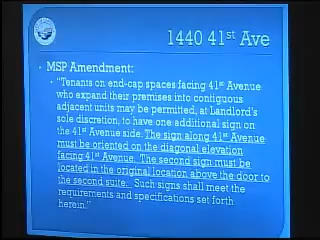 1440 41st Ave
• MSP Amendment:
• "Tenants on end-cap spaces facing 41st Avenue
who expand their premises into contiguous
adjacent units may be permitted, at Landlord's
sole discretion, to have one additional sign on
the 41st Avenue side. The sign along 41st Avenue
must be oriented on the diagonal elevation
facing 41st Avenue. The second sign must be
located in the original location above the door to
the second suite. Such signs shall meet the
requirements and specifications set forth
herein."